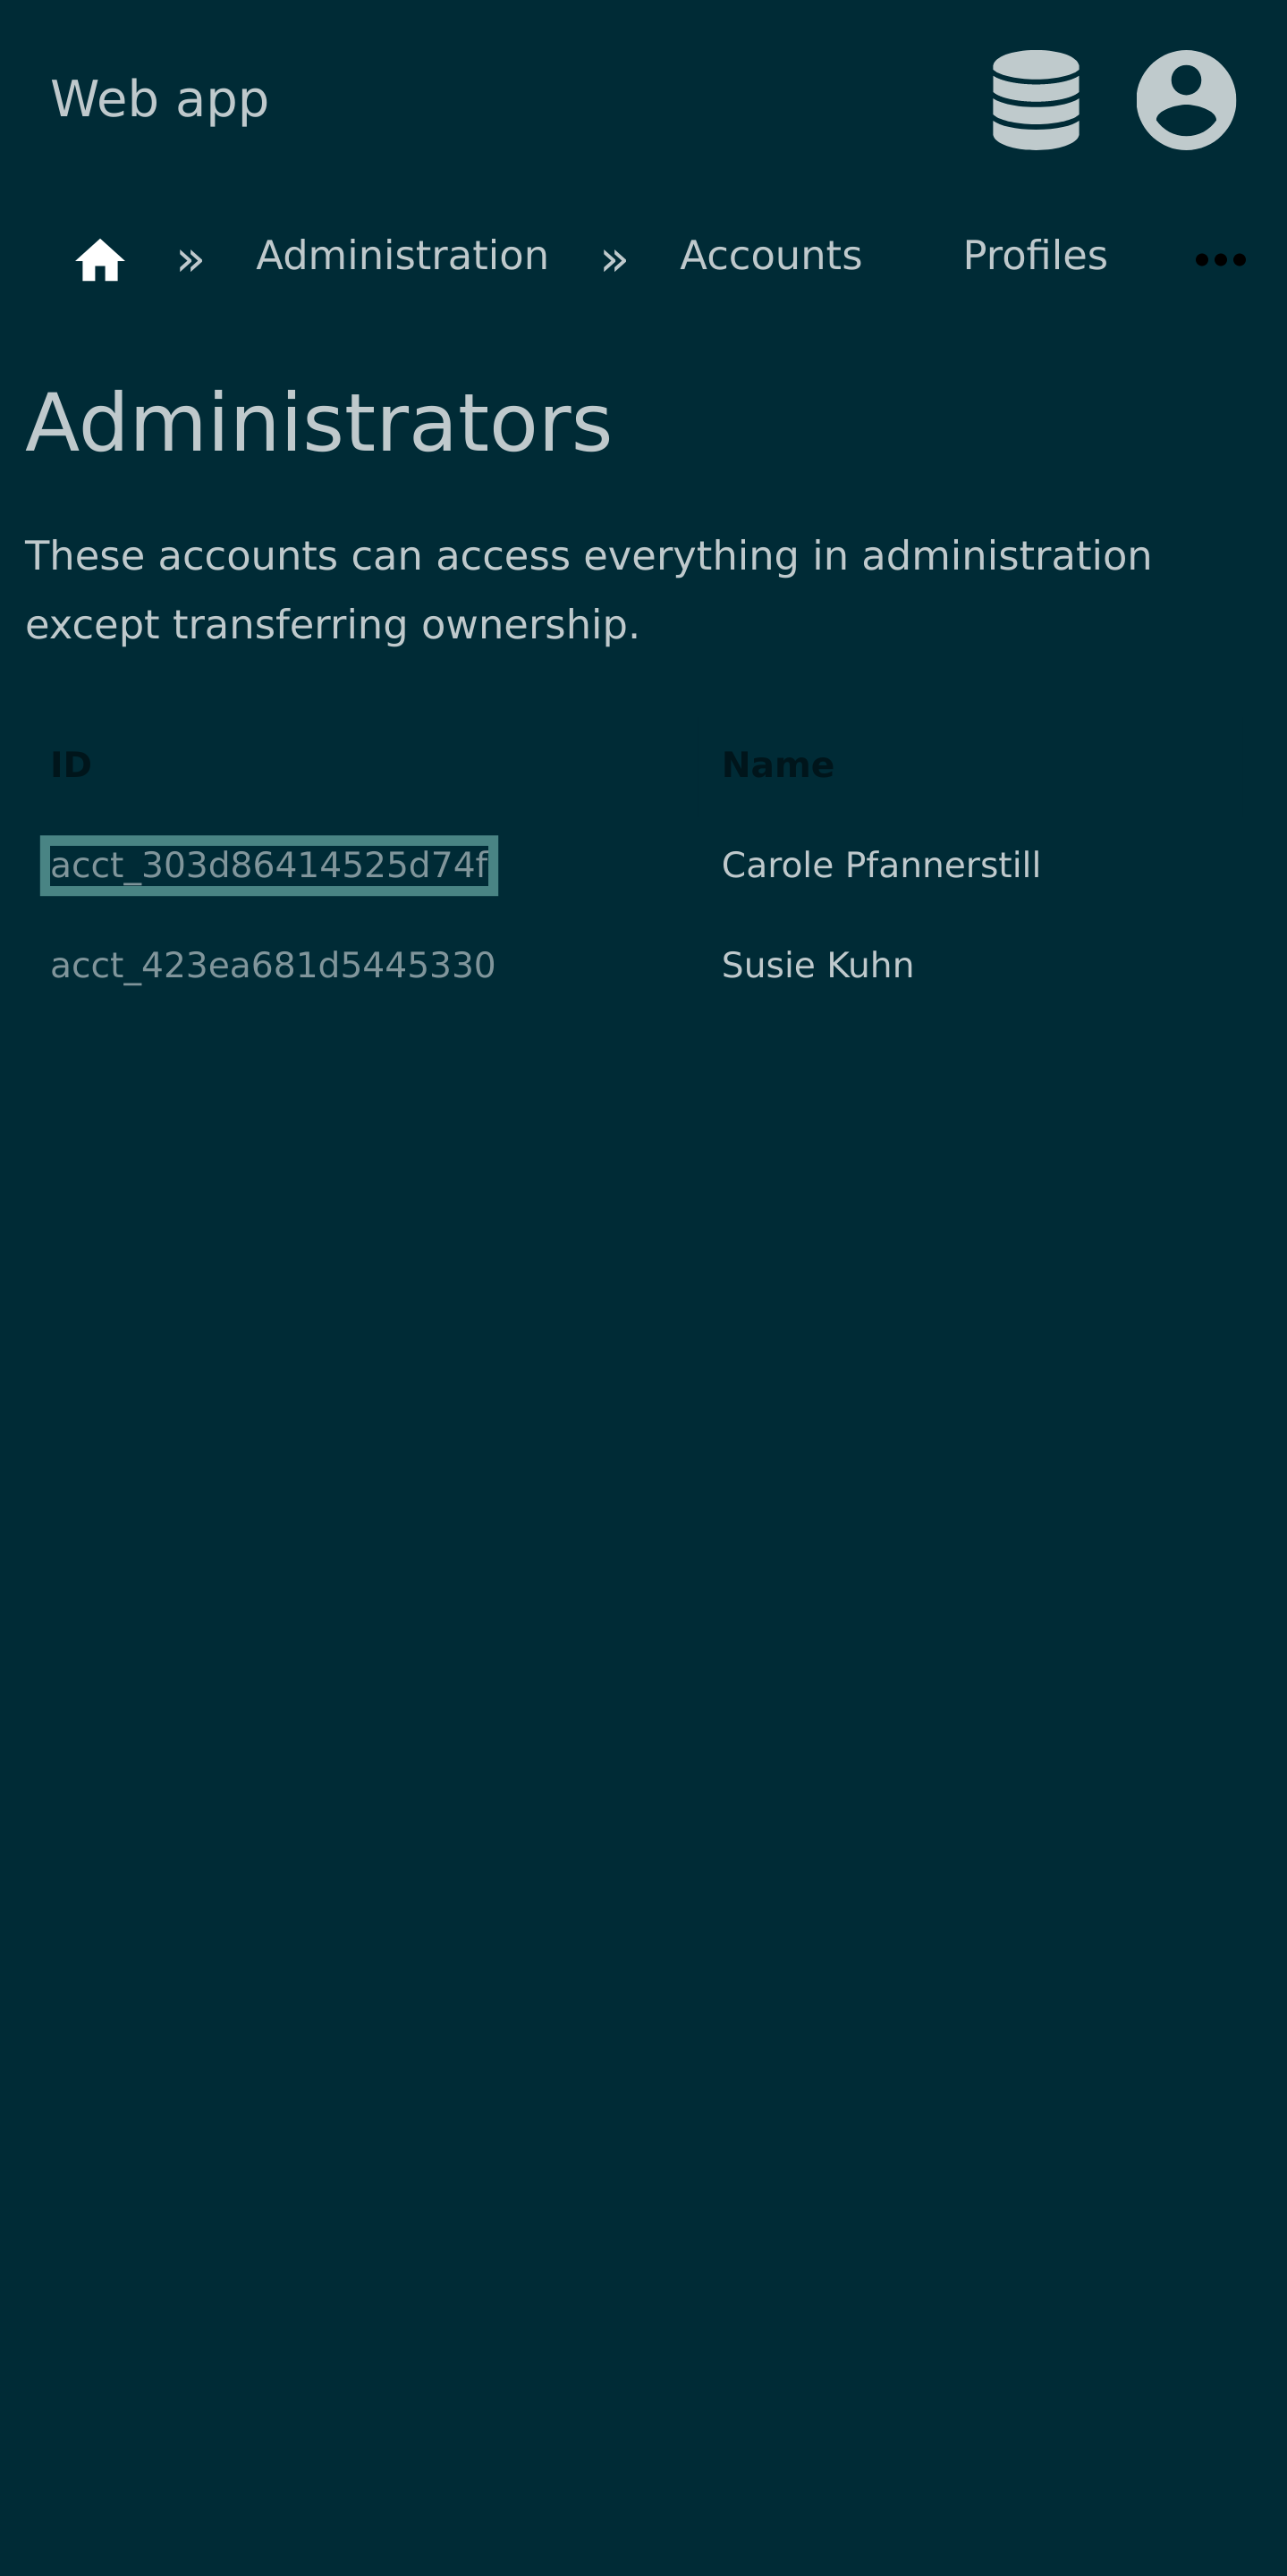 Web app
» Administration » Accounts Profiles •••
Administrators
These accounts can access everything in administration
except transferring ownership.
ID Name
acct_303d86414525d74f Carole Pfannerstill
acct_423ea681d5445330 Susie Kuhn